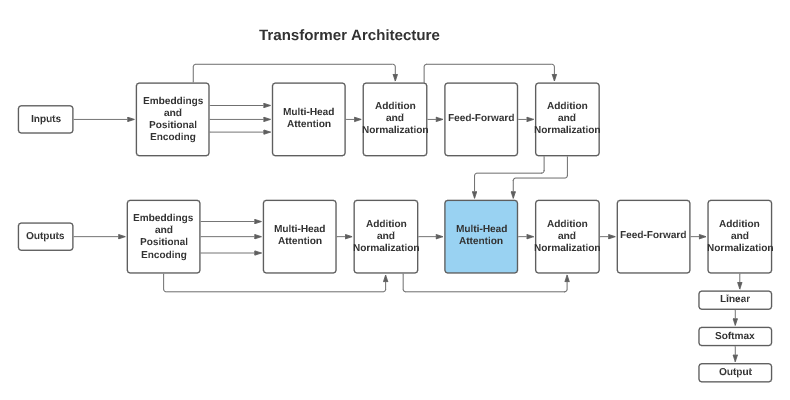 Transformer Architecture
Inputs
Embeddings
and
Positional
Encoding
Multi-Head
Attention
Addition
and
Normalization
Feed-Forward
Addition
and
Normalization
Outputs
Embeddings
and
Positional
Encoding
Multi-Head
Attention
Addition
and
Normalization
Multi-Head
Attention
Addition
and
Normalization
Feed-Forward
Addition
and
Normalization
Linear
Softmax
Output